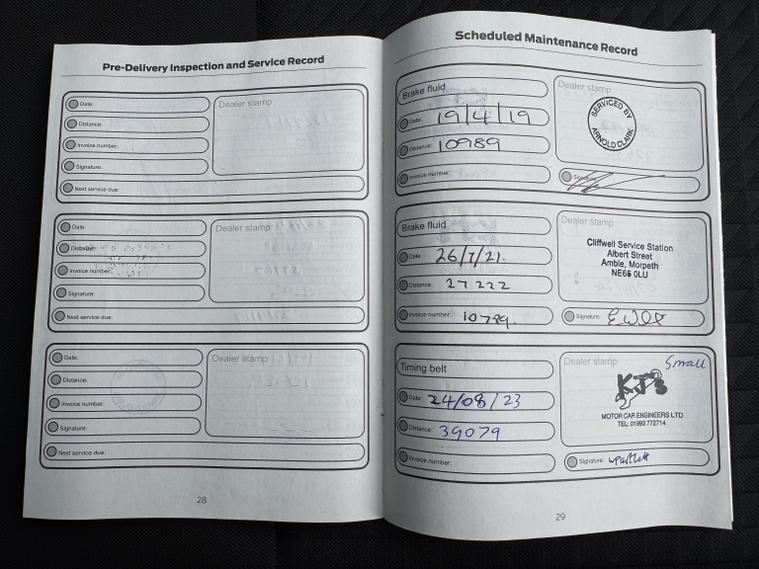 Pre-Delivery Inspection and Service Record
Date:
Dealer stamp
Distance:
Invoice number:
Signature:
Next service due:
Date:
Dealer stamp
Distance:
Invoice number:
Signature:
Next service due:
Date:
Dealer stamp
Distance:
Invoice number:
Signature:
Next service due:
28
Scheduled Maintenance Record
Brake fluid
Dealer stamp
Date: 19/4/19
SERVICED BY
ARNOLD CLARK
Distance: 10989
Invoice number:
Signature:
Brake fluid
Dealer stamp
Date: 26/7/21.
Cliffwell Service Station
Albert Street
Amble, Morpeth
NE65 0LU
Distance: 27222
Invoice number: 10794.
Signature:
Timing belt
Dealer stamp
Small
Date: 24/08/23
KJ's
MOTOR CAR ENGINEERS LTD
TEL: 01993 772714
Distance: 39079
Invoice number:
Signature:
29